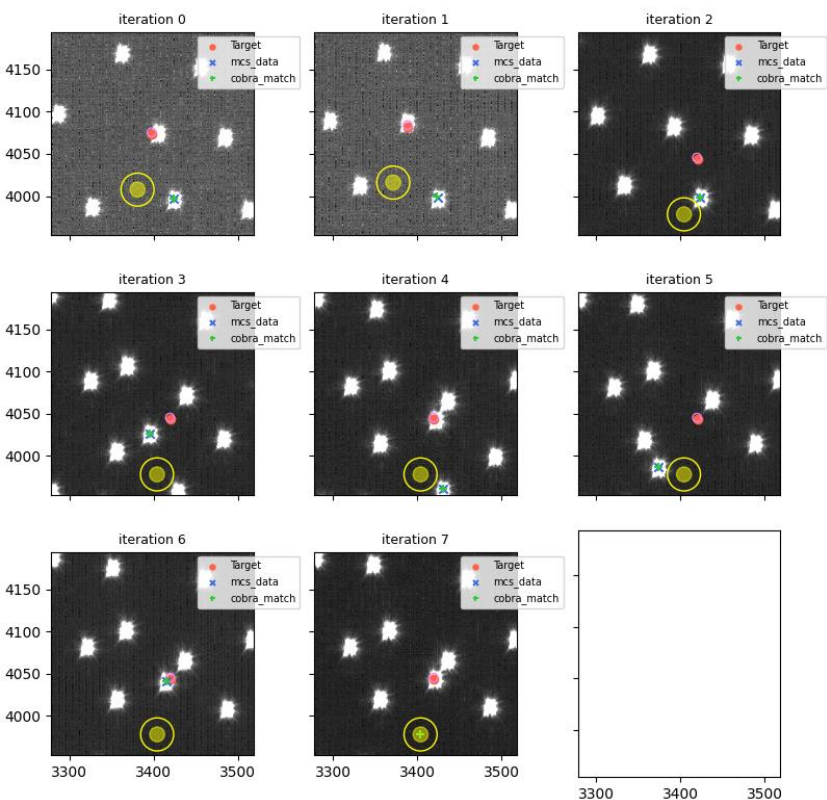 iteration 0
iteration 1
iteration 2
Target
mcs_data
cobra_match
Target
mcs_data
cobra_match
Target
mcs_data
cobra_match
4150
4100
4050
4000
iteration 3
iteration 4
iteration 5
Target
mcs_data
cobra_match
Target
mcs_data
cobra_match
Target
mcs_data
cobra_match
4150
4100
4050
4000
iteration 6
iteration 7
Target
mcs_data
cobra_match
Target
mcs_data
cobra_match
4150
4100
4050
4000
3300 3400 3500
3300 3400 3500
3300 3400 3500